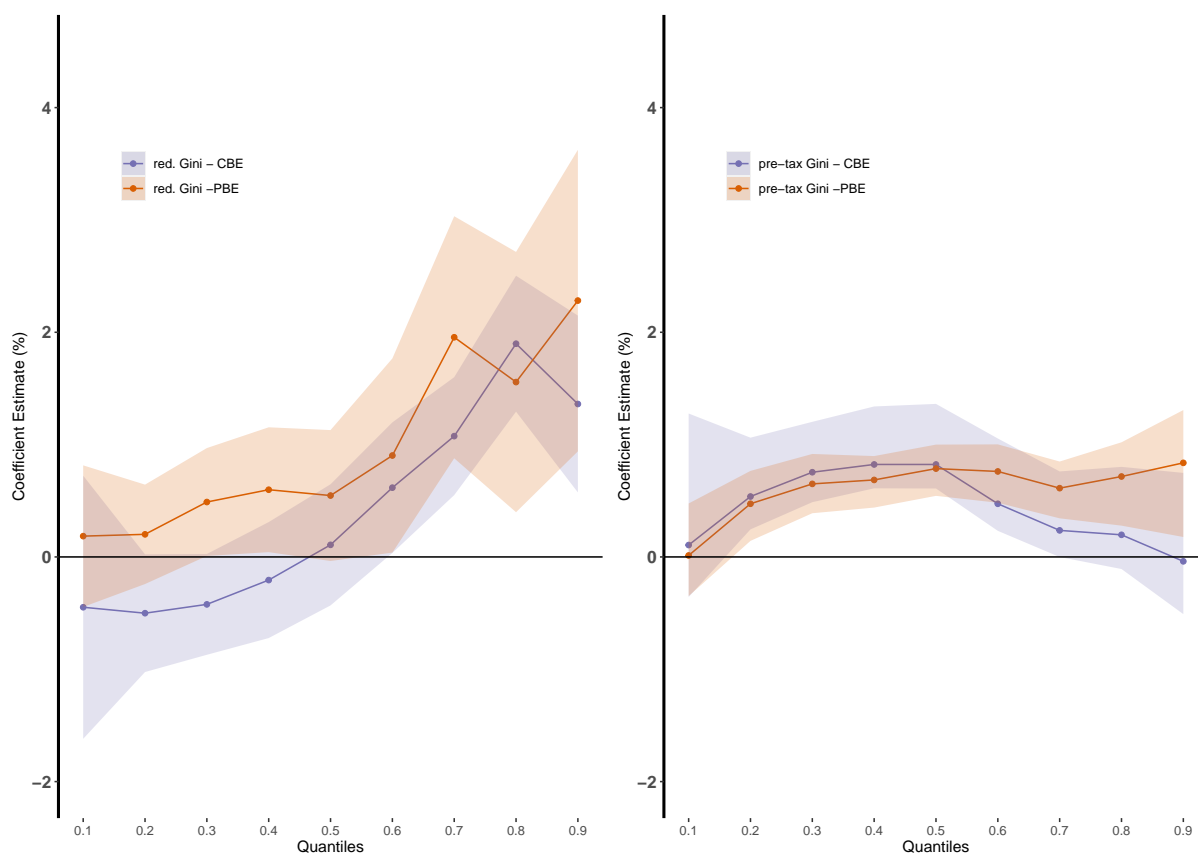 4
2
0
−2
Coefficient Estimate (%)
red. Gini − CBE
red. Gini −PBE
0.1 0.2 0.3 0.4 0.5 0.6 0.7 0.8 0.9
Quantiles
4
2
0
−2
Coefficient Estimate (%)
pre−tax Gini − CBE
pre−tax Gini −PBE
0.1 0.2 0.3 0.4 0.5 0.6 0.7 0.8 0.9
Quantiles